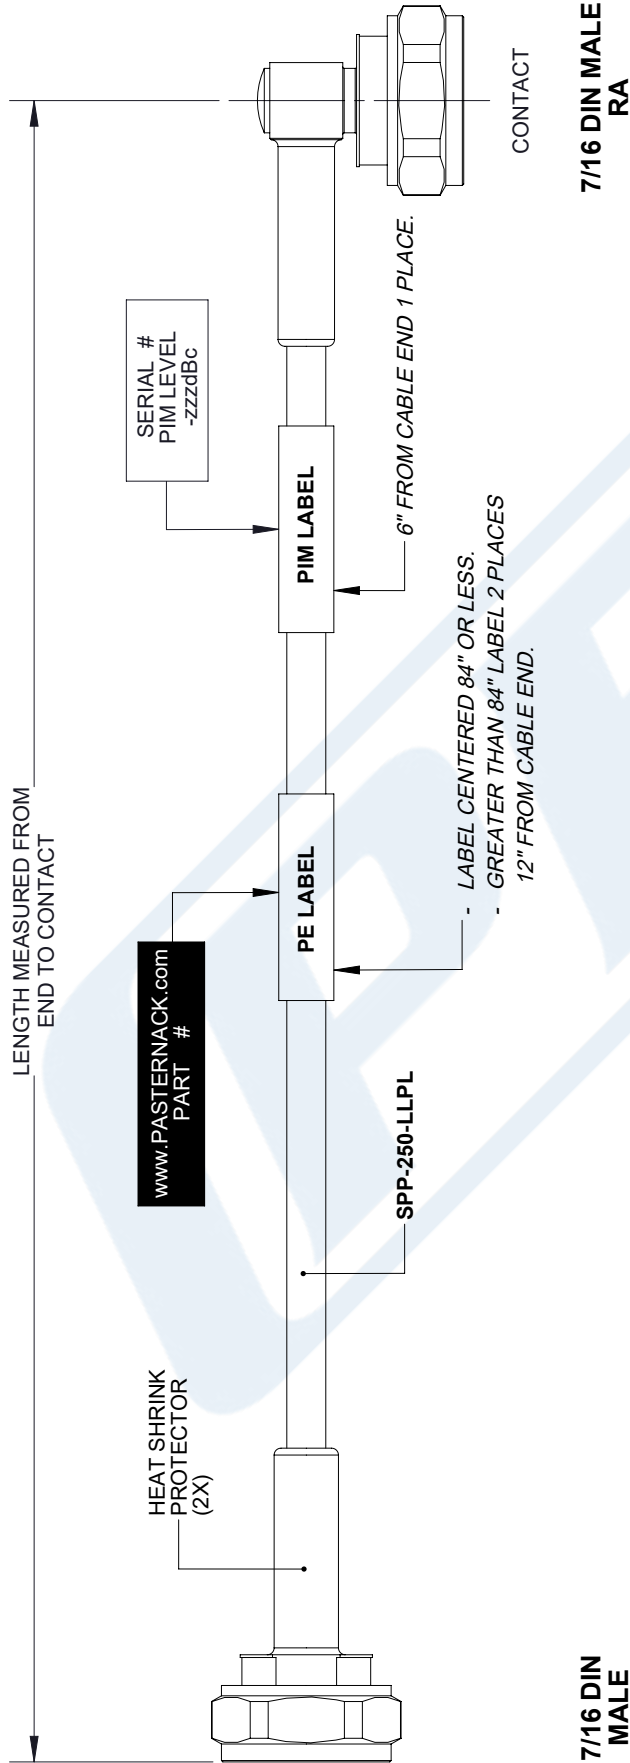 LENGTH MEASURED FROM
END TO CONTACT
HEAT SHRINK
PROTECTOR
(2X)
www.PASTERNACK.com
PART #
SERIAL #
PIM LEVEL
-zzzdBc
PE LABEL
PIM LABEL
SPP-250-LLPL
6" FROM CABLE END 1 PLACE.
- LABEL CENTERED 84" OR LESS.
- GREATER THAN 84" LABEL 2 PLACES
12" FROM CABLE END.
CONTACT
7/16 DIN
MALE
7/16 DIN MALE
RA